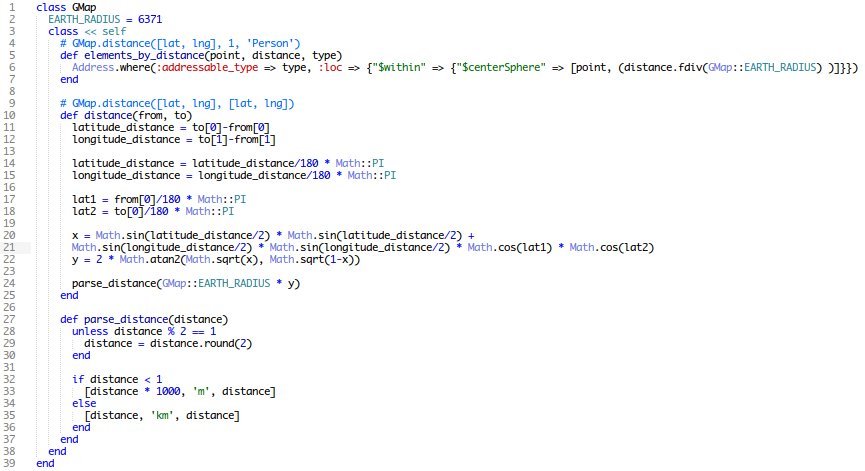 1 class GMap
2   EARTH_RADIUS = 6371
3   class << self
4     # GMap.distance([lat, lng], 1, 'Person')
5     def elements_by_distance(point, distance, type)
6       Address.where(:addressable_type => type, :loc => {"$within" => {"$centerSphere" => [point, (distance.fdiv(GMap::EARTH_RADIUS) )]}})
7     end
8
9     # GMap.distance([lat, lng], [lat, lng])
10     def distance(from, to)
11       latitude_distance = to[0]-from[0]
12       longitude_distance = to[1]-from[1]
13
14       latitude_distance = latitude_distance/180 * Math::PI
15       longitude_distance = longitude_distance/180 * Math::PI
16
17       lat1 = from[0]/180 * Math::PI
18       lat2 = to[0]/180 * Math::PI
19
20       x = Math.sin(latitude_distance/2) * Math.sin(latitude_distance/2) +
21       Math.sin(longitude_distance/2) * Math.sin(longitude_distance/2) * Math.cos(lat1) * Math.cos(lat2)
22       y = 2 * Math.atan2(Math.sqrt(x), Math.sqrt(1-x))
23
24       parse_distance(GMap::EARTH_RADIUS * y)
25     end
26
27     def parse_distance(distance)
28       unless distance % 2 == 1
29         distance = distance.round(2)
30       end
31
32       if distance < 1
33         [distance * 1000, 'm', distance]
34       else
35         [distance, 'km', distance]
36       end
37     end
38   end
39 end